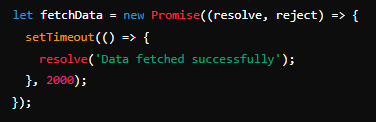 let fetchData = new Promise((resolve, reject) => {
  setTimeout(() => {
    resolve('Data fetched successfully');
  }, 2000);
});